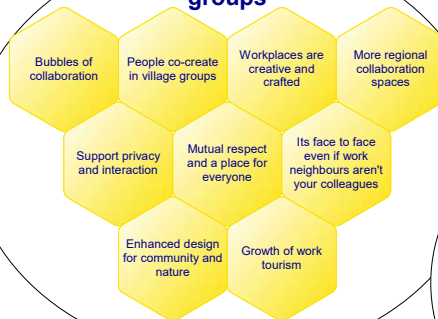 groups
Bubbles of
collaboration
People co-create
in village groups
Workplaces are
creative and
crafted
More regional
collaboration
spaces
Support privacy
and interaction
Mutual respect
and a place for
everyone
Its face to face
even if work
neighbours aren't
your colleagues
Enhanced design
for community and
nature
Growth of work
tourism